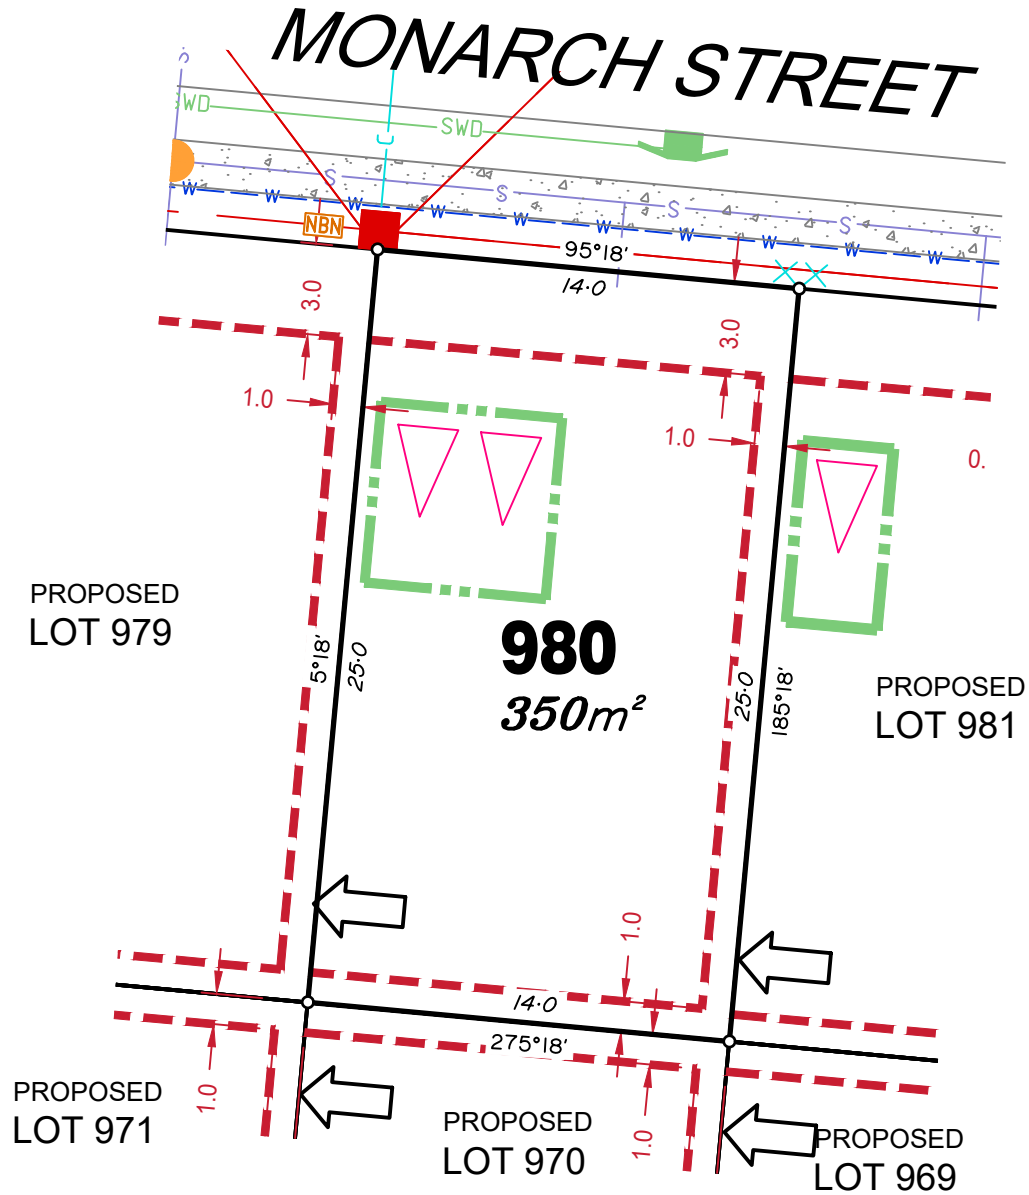 MONARCH STREET
S
WD
SWD
C
S
S
S
S
W
W
W
W
W
W
W
W
W
W
NBN
95°18'
14·0
3.0
3.0
1.0
1.0
0.
PROPOSED
LOT 979
5°18'
25·0
980
350m²
25·0
185°18'
PROPOSED
LOT 981
1.0
14·0
275°18'
1.0
1.0
PROPOSED
LOT 971
PROPOSED
LOT 970
PROPOSED
LOT 969